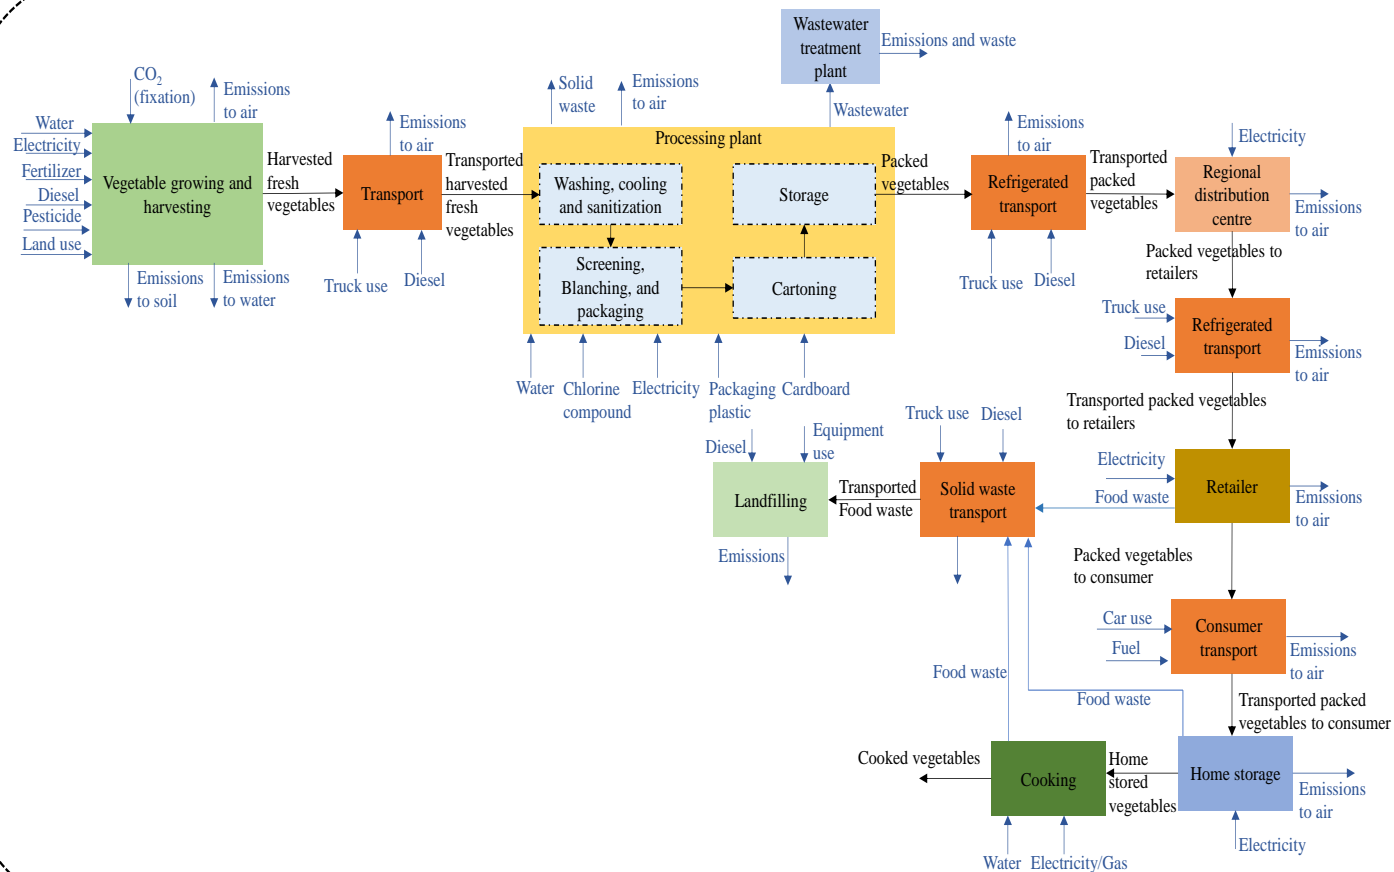 Wastewater
treatment
plant
Emissions and waste
CO2
(fixation)
Emissions
to air
Solid
waste
Emissions
to air
Wastewater
Water
Electricity
Fertilizer
Diesel
Pesticide
Land use
Vegetable growing and
harvesting
Harvested
fresh
vegetables
Emissions
to air
Transport
Transported
harvested
fresh
vegetables
Processing plant
Washing, cooling
and sanitization
Storage
Screening,
Blanching, and
packaging
Cartoning
Packed
vegetables
Emissions
to air
Refrigerated
transport
Transported
packed
vegetables
Electricity
Regional
distribution
centre
Emissions
to air
Emissions
to soil
Emissions
to water
Truck use
Diesel
Truck use
Diesel
Packed vegetables to
retailers
Truck use
Diesel
Refrigerated
transport
Emissions
to air
Water
Chlorine
compound
Electricity
Packaging
plastic
Cardboard
Transported packed vegetables
to retailers
Diesel
Equipment
use
Truck use
Diesel
Landfilling
Transported
Food waste
Solid waste
transport
Electricity
Food waste
Retailer
Emissions
to air
Emissions
Packed vegetables
to consumer
Car use
Fuel
Consumer
transport
Emissions
to air
Food waste
Food waste
Transported packed
vegetables to consumer
Cooked vegetables
Cooking
Home
stored
vegetables
Home storage
Emissions
to air
Water
Electricity/Gas
Electricity